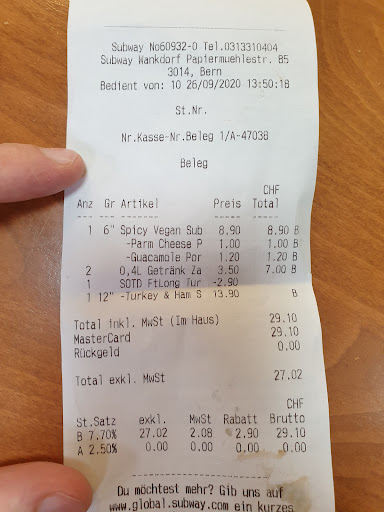 Subway No60932-0 Tel.0313310404
Subway Wankdorf Papiermuehlestr. 85
3014, Bern
Bedient von: 10 26/09/2020 13:50:18
St.Nr.
Nr.Kasse-Nr.Beleg 1/A-47038
Beleg
CHF
Anz Gr Artikel Preis Total
1 6" Spicy Vegan Sub 8.90 8.90 B
-Parm Cheese P 1.00 1.00 B
-Guacamole Por 1.20 1.20 B
2 0,4L Getränk Za 3.50 7.00 B
1 SOTD FtLong Tur -2.90
1 12" -Turkey & Ham S 13.90 B
Total inkl. MwSt (Im Haus) 29.10
MasterCard 29.10
Rückgeld 0.00
Total exkl. MwSt 27.02
CHF
St.Satz exkl. MwSt Rabatt Brutto
B 7.70% 27.02 2.08 2.90 29.10
A 2.50% 0.00 0.00 0.00 0.00
Du möchtest mehr? Gib uns auf
www.global.subway.com ein kurzes